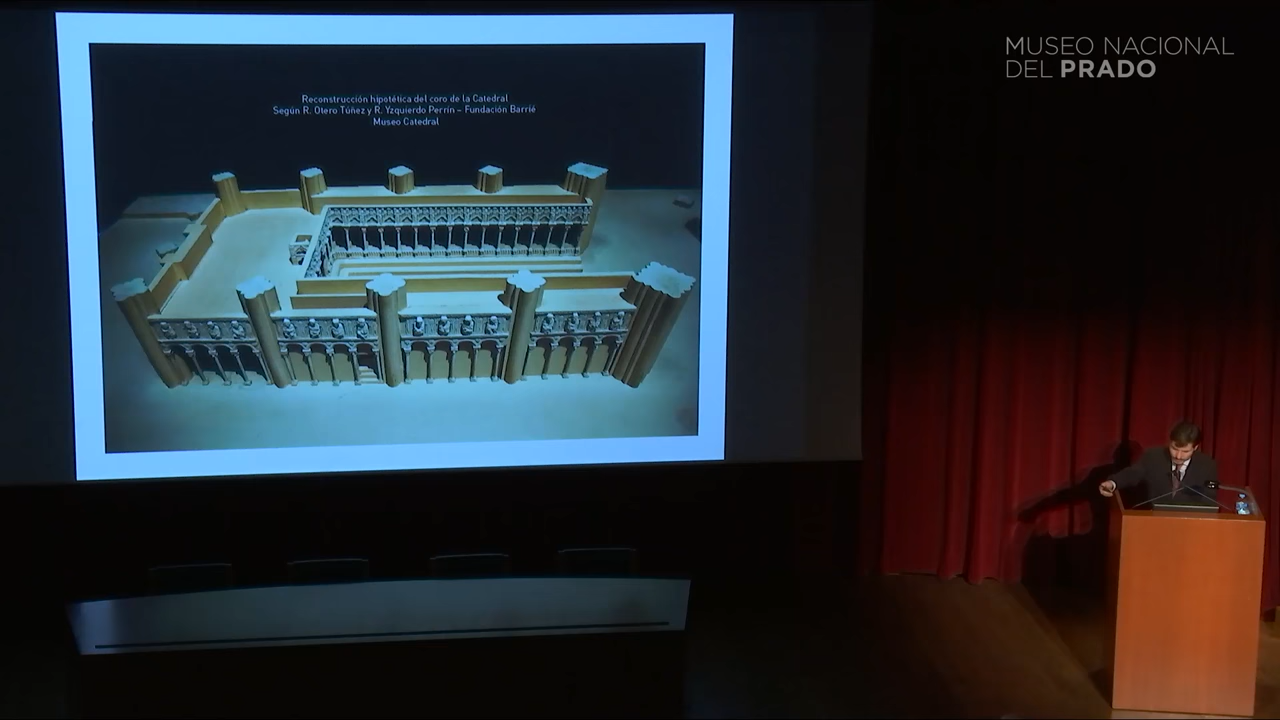 MUSEO NACIONAL
DEL PRADO
Reconstrucción hipotética del coro de la Catedral
Según R. Otero Túñez y R. Yzquierdo Perrín – Fundación Barrié
Museo Catedral